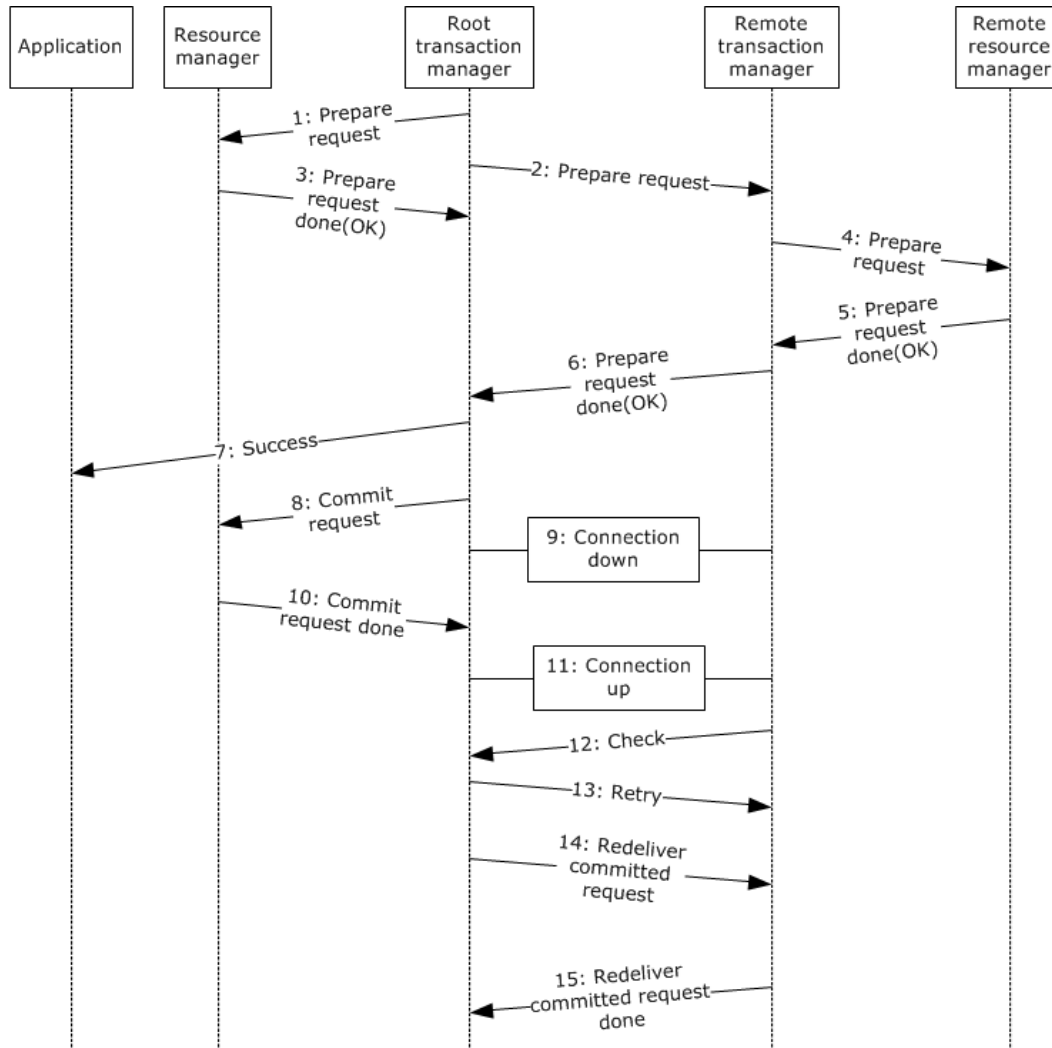 Application
Resource
manager
Root
transaction
manager
Remote
transaction
manager
Remote
resource
manager
1: Prepare
request
2: Prepare request
3: Prepare
request
done(OK)
4: Prepare
request
5: Prepare
request
done(OK)
6: Prepare
request
done(OK)
7: Success
8: Commit
request
9: Connection
down
10: Commit
request done
11: Connection
up
12: Check
13: Retry
14: Redeliver
committed
request
15: Redeliver
committed request
done